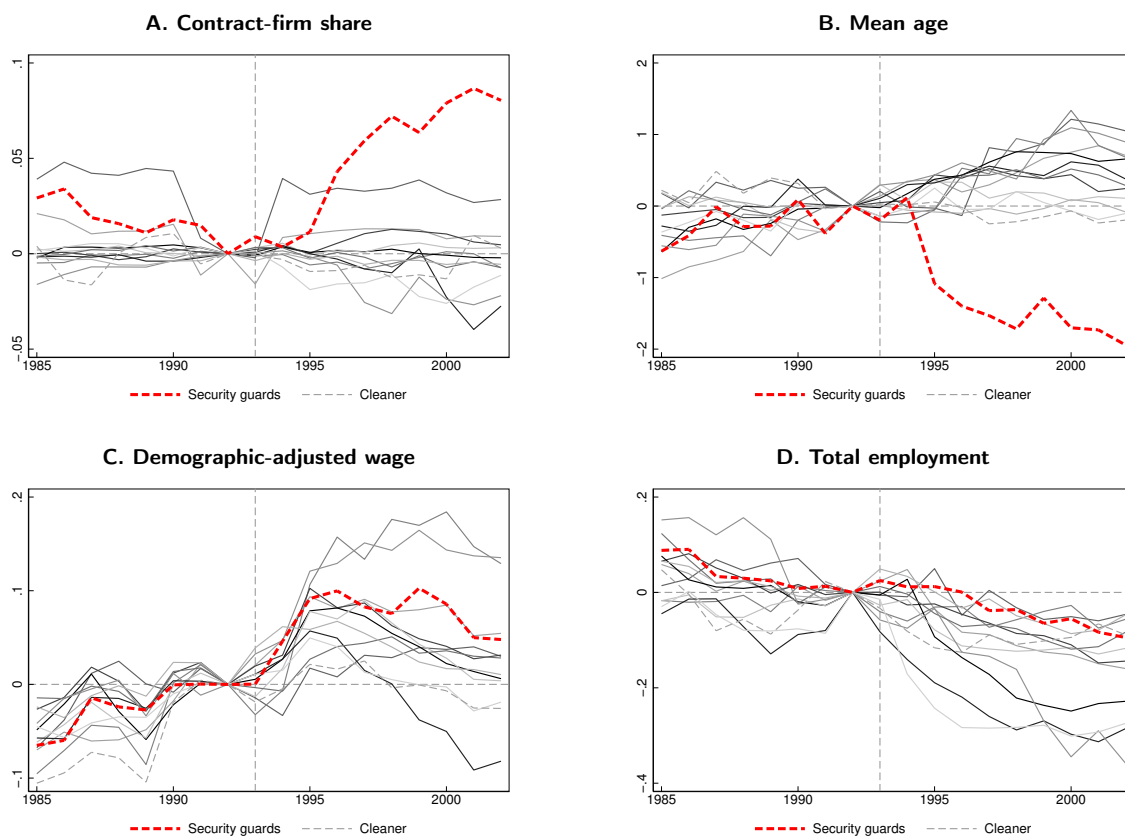 A. Contract-firm share
.1
.05
0
-.05
1985 1990 1995 2000
Security guards Cleaner
B. Mean age
2
1
0
-1
-2
1985 1990 1995 2000
Security guards Cleaner
C. Demographic-adjusted wage
.2
.1
0
-.1
1985 1990 1995 2000
Security guards Cleaner
D. Total employment
.2
0
-.2
-.4
1985 1990 1995 2000
Security guards Cleaner